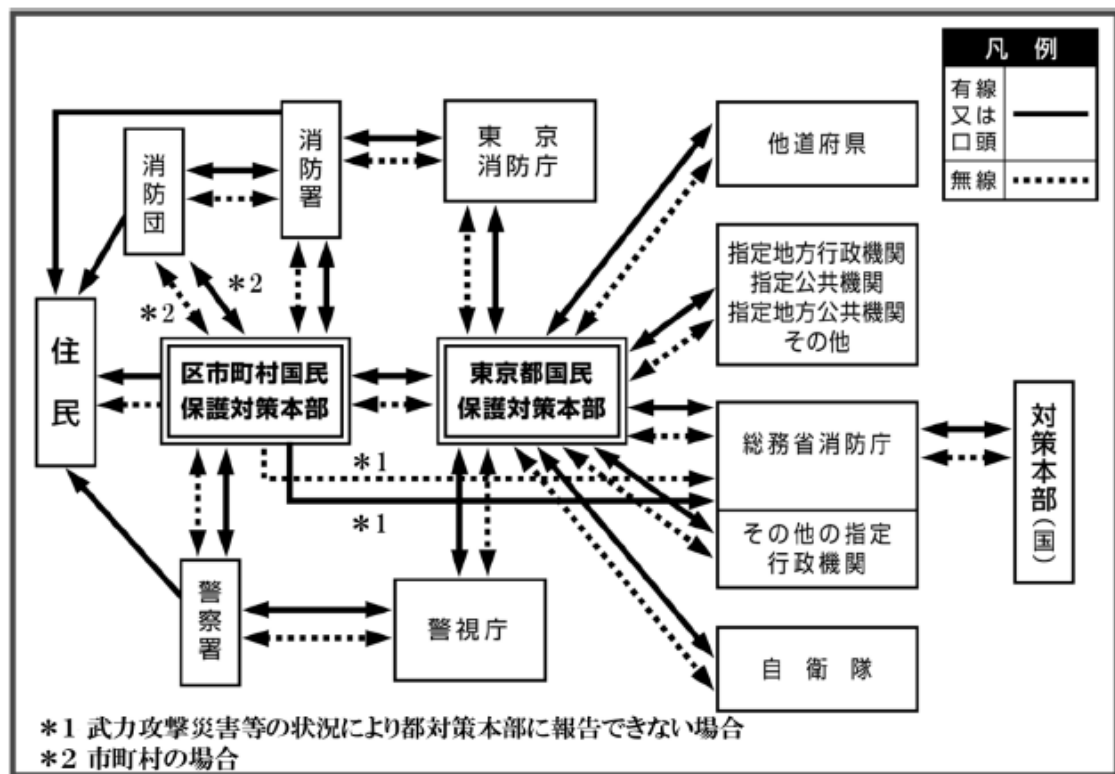 凡 例
有線
又は
口頭
無線
消防署
東 京
消防庁
他道府県
消防団
指定地方行政機関
指定公共機関
指定地方公共機関
その他
*2
*2
住民
区市町村国民
保護対策本部
東京都国民
保護対策本部
総務省消防庁
対策本部(国)
*1
*1
その他の指定
行政機関
警察署
警視庁
自 衛 隊
*1 武力攻撃災害等の状況により都対策本部に報告できない場合
*2 市町村の場合